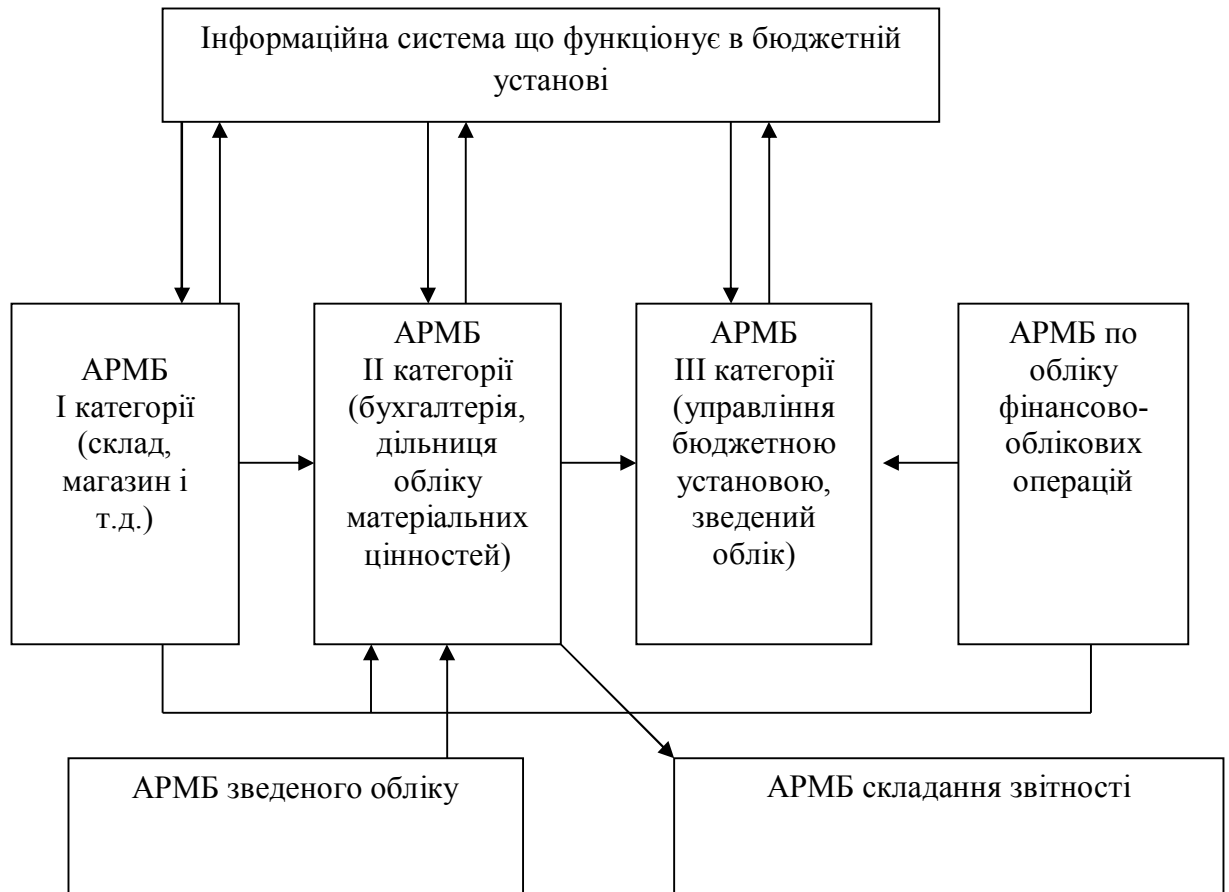 Інформаційна система що функціонує в бюджетній
установі
АРМБ
І категорії
(склад,
магазин і
т.д.)
АРМБ
ІІ категорії
(бухгалтерія,
дільниця
обліку
матеріальних
цінностей)
АРМБ
ІІІ категорії
(управління
бюджетною
установою,
зведений
облік)
АРМБ по
обліку
фінансово-
облікових
операцій
АРМБ зведеного обліку
АРМБ складання звітності